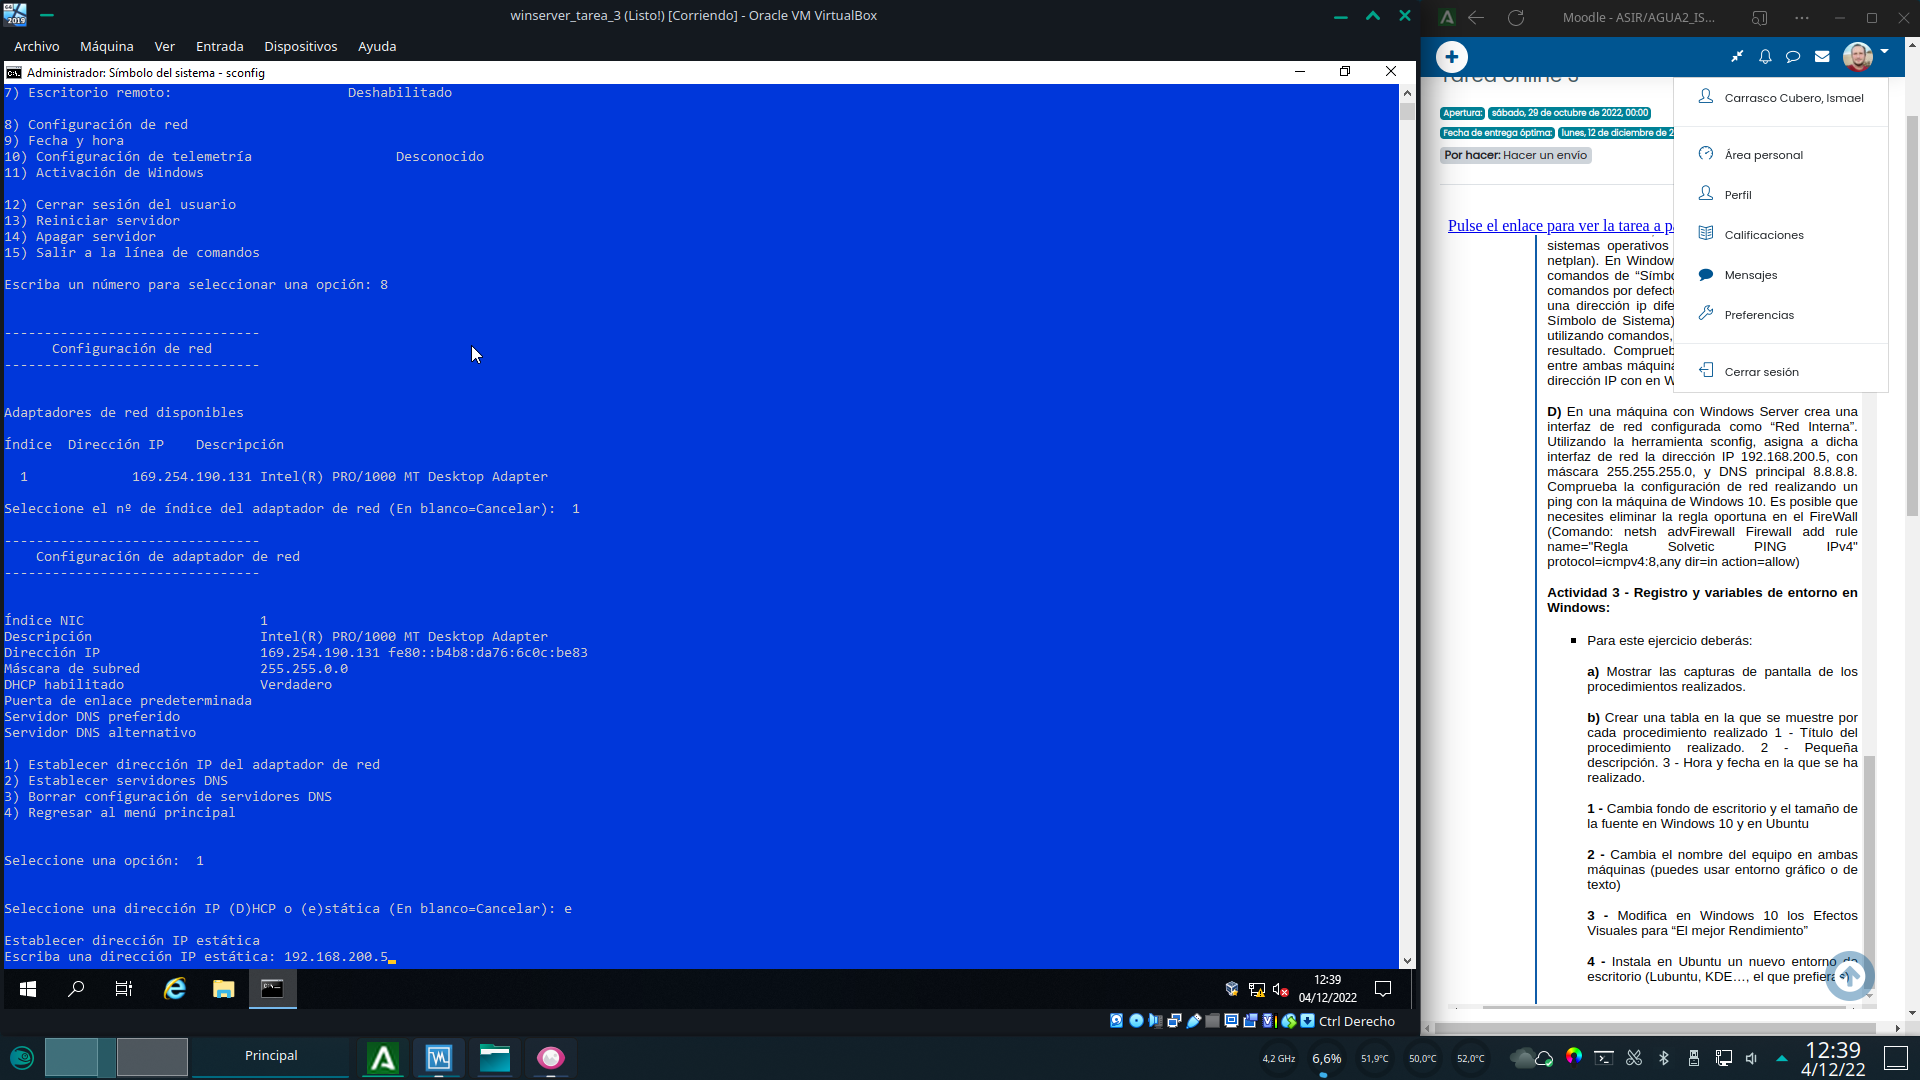 winserver_tarea_3 (Listo!) [Corriendo] - Oracle VM VirtualBox
Archivo Máquina Ver Entrada Dispositivos Ayuda
Administrador: Símbolo del sistema - sconfig
7) Escritorio remoto: Deshabilitado
8) Configuración de red
9) Fecha y hora
10) Configuración de telemetría Desconocido
11) Activación de Windows
12) Cerrar sesión del usuario
13) Reiniciar servidor
14) Apagar servidor
15) Salir a la línea de comandos
Escriba un número para seleccionar una opción: 8
--------------------------------
Configuración de red
--------------------------------
Adaptadores de red disponibles
Índice Dirección IP Descripción
1 169.254.190.131 Intel(R) PRO/1000 MT Desktop Adapter
Seleccione el nº de índice del adaptador de red (En blanco=Cancelar): 1
--------------------------------
Configuración de adaptador de red
--------------------------------
Índice NIC 1
Descripción Intel(R) PRO/1000 MT Desktop Adapter
Dirección IP 169.254.190.131 fe80::b4b8:da76:6c0c:be83
Máscara de subred 255.255.0.0
DHCP habilitado Verdadero
Puerta de enlace predeterminada
Servidor DNS preferido
Servidor DNS alternativo
1) Establecer dirección IP del adaptador de red
2) Establecer servidores DNS
3) Borrar configuración de servidores DNS
4) Regresar al menú principal
Seleccione una opción: 1
Seleccione una dirección IP (D)HCP o (e)stática (En blanco=Cancelar): e
Establecer dirección IP estática
Escriba una dirección IP estática: 192.168.200.5
12:39
04/12/2022
Ctrl Derecho
Moodle - ASIR/AGUA2_IS...
Tarea online 3
Apertura: sábado, 29 de octubre de 2022, 00:00
Fecha de entrega óptima: lunes, 12 de diciembre de 2
Por hacer: Hacer un envío
Carrasco Cubero, Ismael
Área personal
Perfil
Calificaciones
Mensajes
Preferencias
Cerrar sesión
Pulse el enlace para ver la tarea a pa
sistemas operativos
netplan). En Window
comandos de “Símbo
comandos por defecto
una dirección ip dife
Símbolo de Sistema)
utilizando comandos,
resultado. Comprueb
entre ambas máquina
dirección IP con en W
D) En una máquina con Windows Server crea una
interfaz de red configurada como “Red Interna”.
Utilizando la herramienta sconfig, asigna a dicha
interfaz de red la dirección IP 192.168.200.5, con
máscara 255.255.255.0, y DNS principal 8.8.8.8.
Comprueba la configuración de red realizando un
ping con la máquina de Windows 10. Es posible que
necesites eliminar la regla oportuna en el FireWall
(Comando: netsh advFirewall Firewall add rule
name="Regla Solvetic PING IPv4"
protocol=icmpv4:8,any dir=in action=allow)
Actividad 3 - Registro y variables de entorno en
Windows:
Para este ejercicio deberás:
a) Mostrar las capturas de pantalla de los
procedimientos realizados.
b) Crear una tabla en la que se muestre por
cada procedimiento realizado 1 - Título del
procedimiento realizado. 2 - Pequeña
descripción. 3 - Hora y fecha en la que se ha
realizado.
1 - Cambia fondo de escritorio y el tamaño de
la fuente en Windows 10 y en Ubuntu
2 - Cambia el nombre del equipo en ambas
máquinas (puedes usar entorno gráfico o de
texto)
3 - Modifica en Windows 10 los Efectos
Visuales para “El mejor Rendimiento”
4 - Instala en Ubuntu un nuevo entorno de
escritorio (Lubuntu, KDE…, el que prefieras)
Principal
4,2 GHz 6,6% 51,9°C 50,0°C 52,0°C
12:39
4/12/22